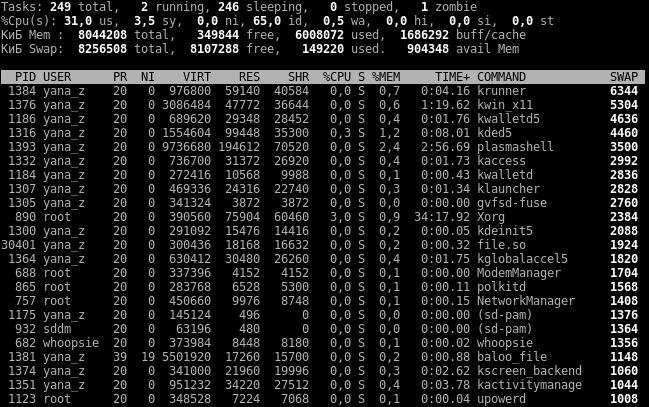 Tasks: 249 total, 2 running, 246 sleeping, 0 stopped, 1 zombie
%Cpu(s): 31,0 us, 3,5 sy, 0,0 ni, 65,0 id, 0,5 wa, 0,0 hi, 0,0 si, 0,0 st
КиБ Mem : 8044208 total, 349844 free, 6008072 used, 1686292 buff/cache
КиБ Swap: 8256508 total, 8107288 free, 149220 used. 904348 avail Mem
PID USER PR NI VIRT RES SHR %CPU S %MEM TIME+ COMMAND SWAP
1384 yana_z 20 0 976800 59140 40584 0,0 S 0,7 0:04.16 krunner 6344
1376 yana_z 20 0 3086484 47772 36644 0,0 S 0,6 1:19.62 kwin_x11 5304
1186 yana_z 20 0 689620 29348 28452 0,0 S 0,4 0:01.76 kwalletd5 4636
1316 yana_z 20 0 1554604 99448 35300 0,3 S 1,2 0:08.01 kded5 4460
1393 yana_z 20 0 9736680 194612 70520 0,0 S 2,4 2:56.69 plasmashell 3500
1332 yana_z 20 0 736700 31372 26920 0,0 S 0,4 0:01.73 kaccess 2992
1184 yana_z 20 0 272416 10568 9988 0,0 S 0,1 0:00.43 kwalletd 2836
1307 yana_z 20 0 469336 24316 22740 0,0 S 0,3 0:01.34 klauncher 2828
1305 yana_z 20 0 341324 3872 3872 0,0 S 0,0 0:00.00 gvfsd-fuse 2760
890 root 20 0 390560 75904 60460 3,0 S 0,9 34:17.92 Xorg 2384
1300 yana_z 20 0 291092 15476 14416 0,0 S 0,2 0:00.05 kdeinit5 2088
30401 yana_z 20 0 300436 18168 16632 0,0 S 0,2 0:00.32 file.so 1924
1364 yana_z 20 0 630412 30480 26260 0,0 S 0,4 0:01.75 kglobalaccel5 1820
688 root 20 0 337396 4152 4152 0,0 S 0,1 0:00.00 ModemManager 1704
865 root 20 0 283768 6528 5300 0,0 S 0,1 0:00.11 polkitd 1568
757 root 20 0 450660 9976 8748 0,0 S 0,1 0:00.15 NetworkManager 1408
1175 yana_z 20 0 145124 496 0 0,0 S 0,0 0:00.00 (sd-pam) 1376
932 sddm 20 0 63196 480 0 0,0 S 0,0 0:00.00 (sd-pam) 1364
682 whoopsie 20 0 373984 8448 8180 0,0 S 0,1 0:00.02 whoopsie 1356
1381 yana_z 39 19 5501920 17260 15700 0,0 S 0,2 0:00.88 baloo_file 1148
1374 yana_z 20 0 341000 21960 19996 0,0 S 0,3 0:02.62 kscreen_backend 1060
1351 yana_z 20 0 951232 34220 27512 0,0 S 0,4 0:03.78 kactivitymanage 1044
1123 root 20 0 348528 7224 7068 0,0 S 0,1 0:00.04 upowerd 1008